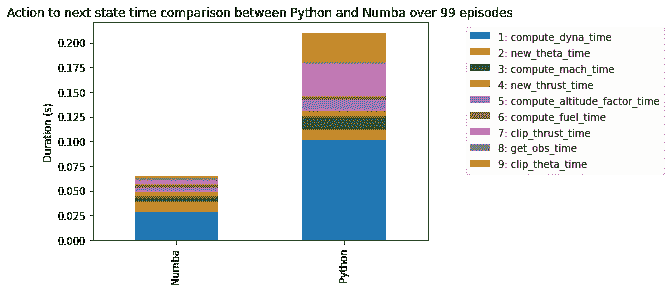 Action to next state time comparison between Python and Numba over 99 episodes
0.200
0.175
0.150
0.125
0.100
0.075
0.050
0.025
0.000
Duration (s)
Numba
Python
1: compute_dyna_time
2: new_theta_time
3: compute_mach_time
4: new_thrust_time
5: compute_altitude_factor_time
6: compute_fuel_time
7: clip_thrust_time
8: get_obs_time
9: clip_theta_time